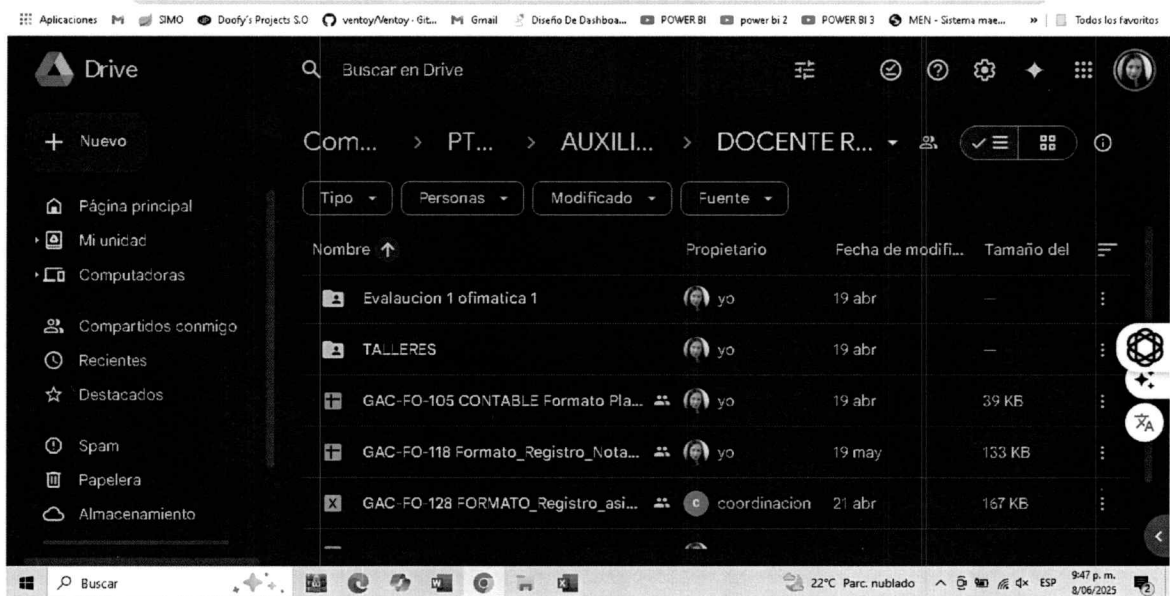 Aplicaciones SIMO Doofy's Projects S.O ventoy/Ventoy · Git... Gmail Diseño De Dashboa... POWER BI power bi 2 POWER BI 3 MEN - Sistema mae... » Todos los favoritos
Drive Buscar en Drive
+ Nuevo Com... > PT... > AUXILI... > DOCENTE R...
Tipo Personas Modificado Fuente
Página principal
Mi unidad
Computadoras
Compartidos conmigo
Recientes
Destacados
Spam
Papelera
Almacenamiento
Nombre Propietario Fecha de modifi... Tamaño del
Evalaucion 1 ofimatica 1 yo 19 abr —
TALLERES yo 19 abr —
GAC-FO-105 CONTABLE Formato Pla... yo 19 abr 39 KB
GAC-FO-118 Formato_Registro_Nota... yo 19 may 133 KB
GAC-FO-128 FORMATO_Registro_asi... c coordinacion 21 abr 167 KB
Buscar 22°C Parc. nublado ESP 9:47 p. m.
8/06/2025 2